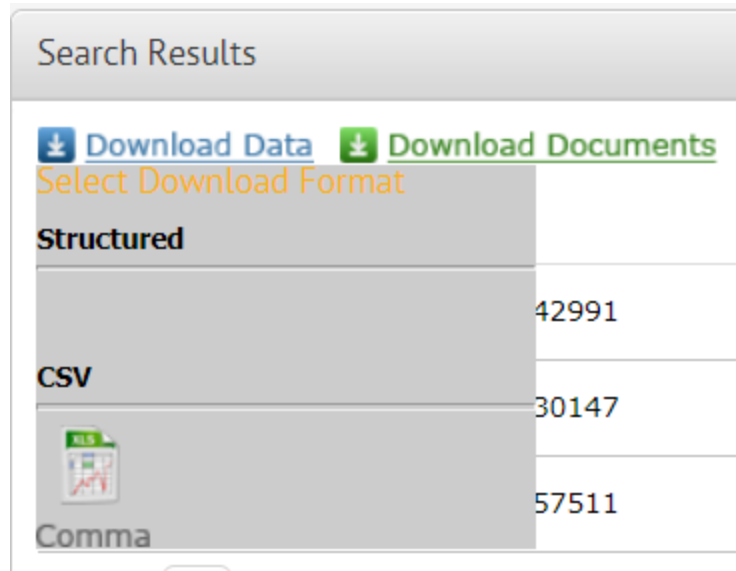 Search Results
Download Data Download Documents
Select Download Format
Structured
42991
CSV
30147
XLS
57511
Comma